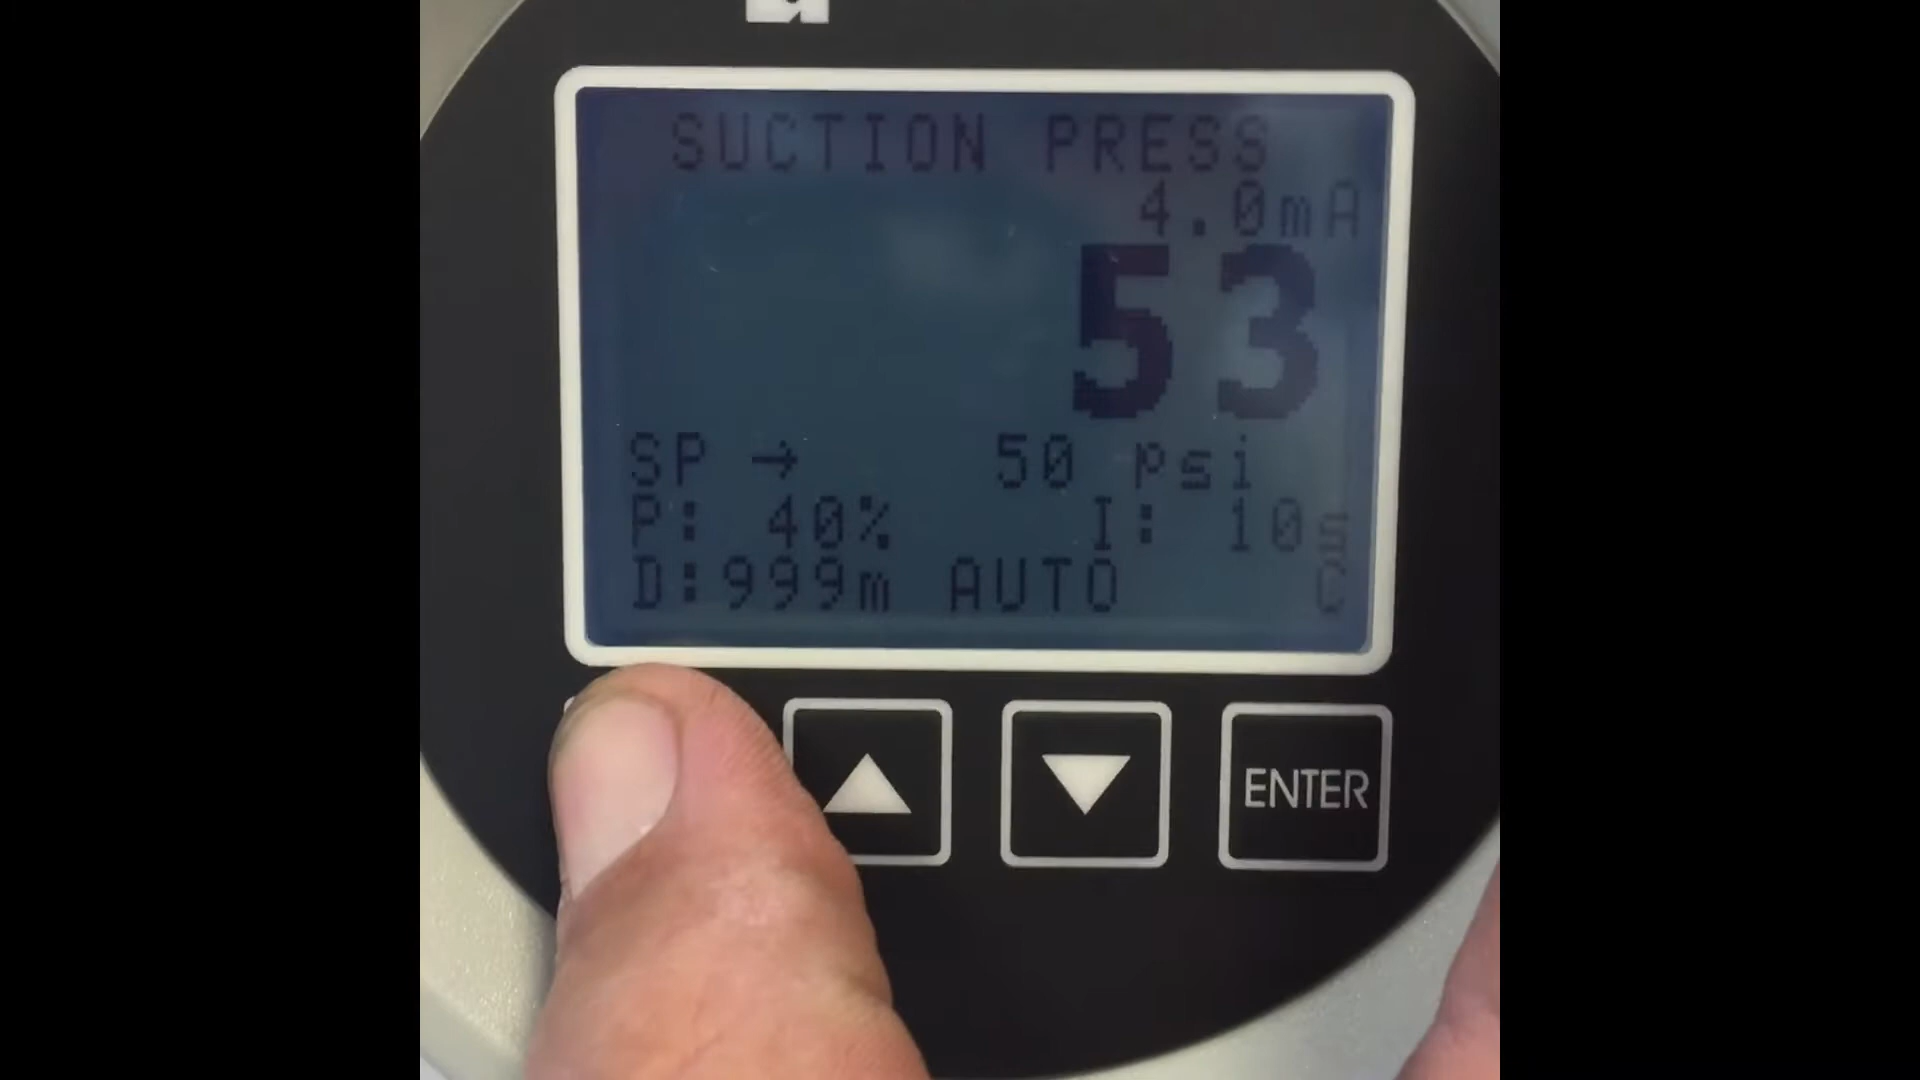 SUCTION PRESS
4.0mA
53
SP → 50 psi
P: 40% I: 10s
D:999m AUTO C
ENTER